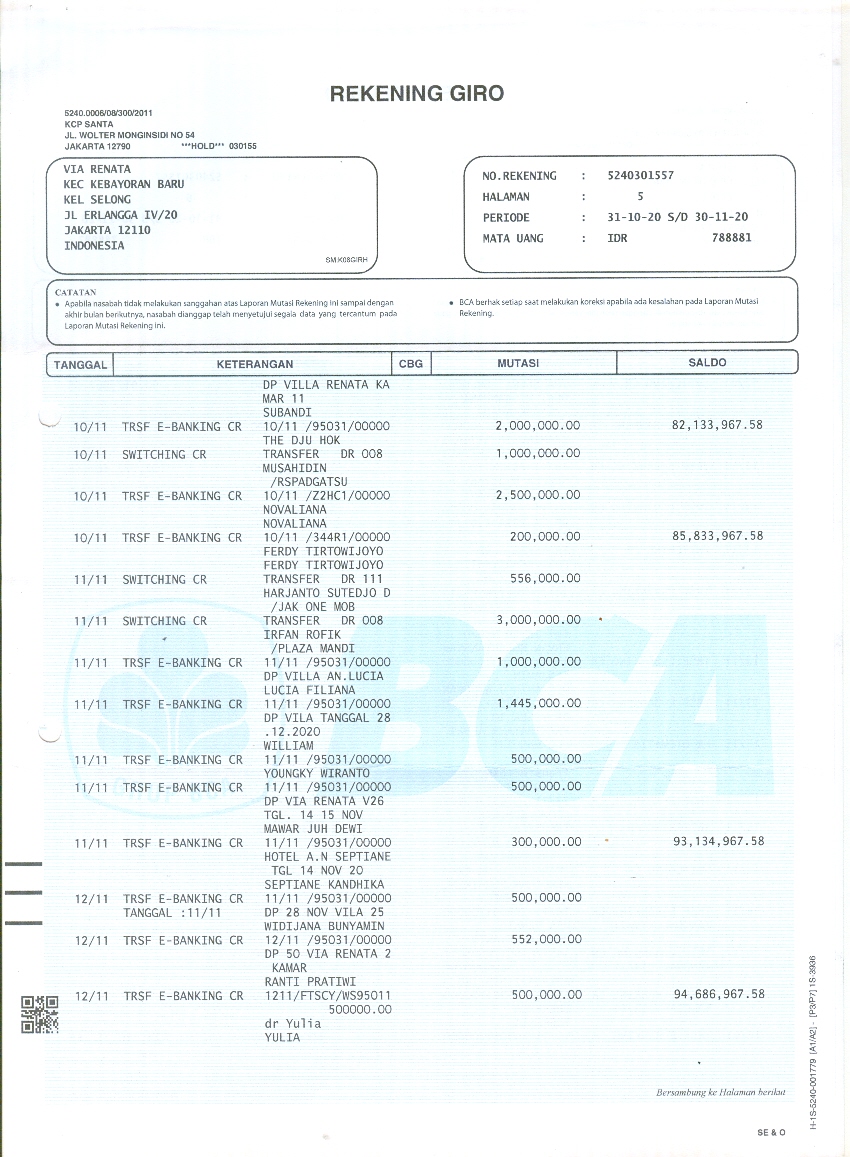 REKENING GIRO
5240.0006/08/300/2011
KCP SANTA
JL. WOLTER MONGINSIDI NO 54
JAKARTA 12790 ***HOLD*** 030155
VIA RENATA
KEC KEBAYORAN BARU
KEL SELONG
JL ERLANGGA IV/20
JAKARTA 12110
INDONESIA
SM K08GIRH
NO.REKENING : 5240301557
HALAMAN : 5
PERIODE : 31-10-20 S/D 30-11-20
MATA UANG : IDR 788881
CATATAN
• Apabila nasabah tidak melakukan sanggahan atas Laporan Mutasi Rekening ini sampai dengan
akhir bulan berikutnya, nasabah dianggap telah menyetujui segala data yang tercantum pada
Laporan Mutasi Rekening ini.
• BCA berhak setiap saat melakukan koreksi apabila ada kesalahan pada Laporan Mutasi
Rekening.
TANGGAL KETERANGAN CBG MUTASI SALDO
DP VILLA RENATA KA
MAR 11
SUBANDI
10/11 TRSF E-BANKING CR 10/11 /95031/00000 2,000,000.00 82,133,967.58
THE DJU HOK
10/11 SWITCHING CR TRANSFER DR 008 1,000,000.00
MUSAHIDIN
/RSPADGATSU
10/11 TRSF E-BANKING CR 10/11 /Z2HC1/00000 2,500,000.00
NOVALIANA
NOVALIANA
10/11 TRSF E-BANKING CR 10/11 /344R1/00000 200,000.00 85,833,967.58
FERDY TIRTOWIJOYO
FERDY TIRTOWIJOYO
11/11 SWITCHING CR TRANSFER DR 111 556,000.00
HARJANTO SUTEDJO D
/JAK ONE MOB
11/11 SWITCHING CR TRANSFER DR 008 3,000,000.00
IRFAN ROFIK
/PLAZA MANDI
11/11 TRSF E-BANKING CR 11/11 /95031/00000 1,000,000.00
DP VILLA AN.LUCIA
LUCIA FILIANA
11/11 TRSF E-BANKING CR 11/11 /95031/00000 1,445,000.00
DP VILA TANGGAL 28
.12.2020
WILLIAM
11/11 TRSF E-BANKING CR 11/11 /95031/00000 500,000.00
YOUNGKY WIRANTO
11/11 TRSF E-BANKING CR 11/11 /95031/00000 500,000.00
DP VIA RENATA V26
TGL. 14 15 NOV
MAWAR JUH DEWI
11/11 TRSF E-BANKING CR 11/11 /95031/00000 300,000.00 93,134,967.58
HOTEL A.N SEPTIANE
TGL 14 NOV 20
SEPTIANE KANDHIKA
12/11 TRSF E-BANKING CR 11/11 /95031/00000 500,000.00
TANGGAL :11/11 DP 28 NOV VILA 25
WIDIJANA BUNYAMIN
12/11 TRSF E-BANKING CR 12/11 /95031/00000 552,000.00
DP 50 VIA RENATA 2
KAMAR
RANTI PRATIWI
12/11 TRSF E-BANKING CR 1211/FTSCY/WS95011 500,000.00 94,686,967.58
500000.00
dr Yulia
YULIA
BCA
Bersambung ke Halaman berikut
SE & O
H-1S-5240-001779 [A1/A2] - [P3/P7] 1S-3936